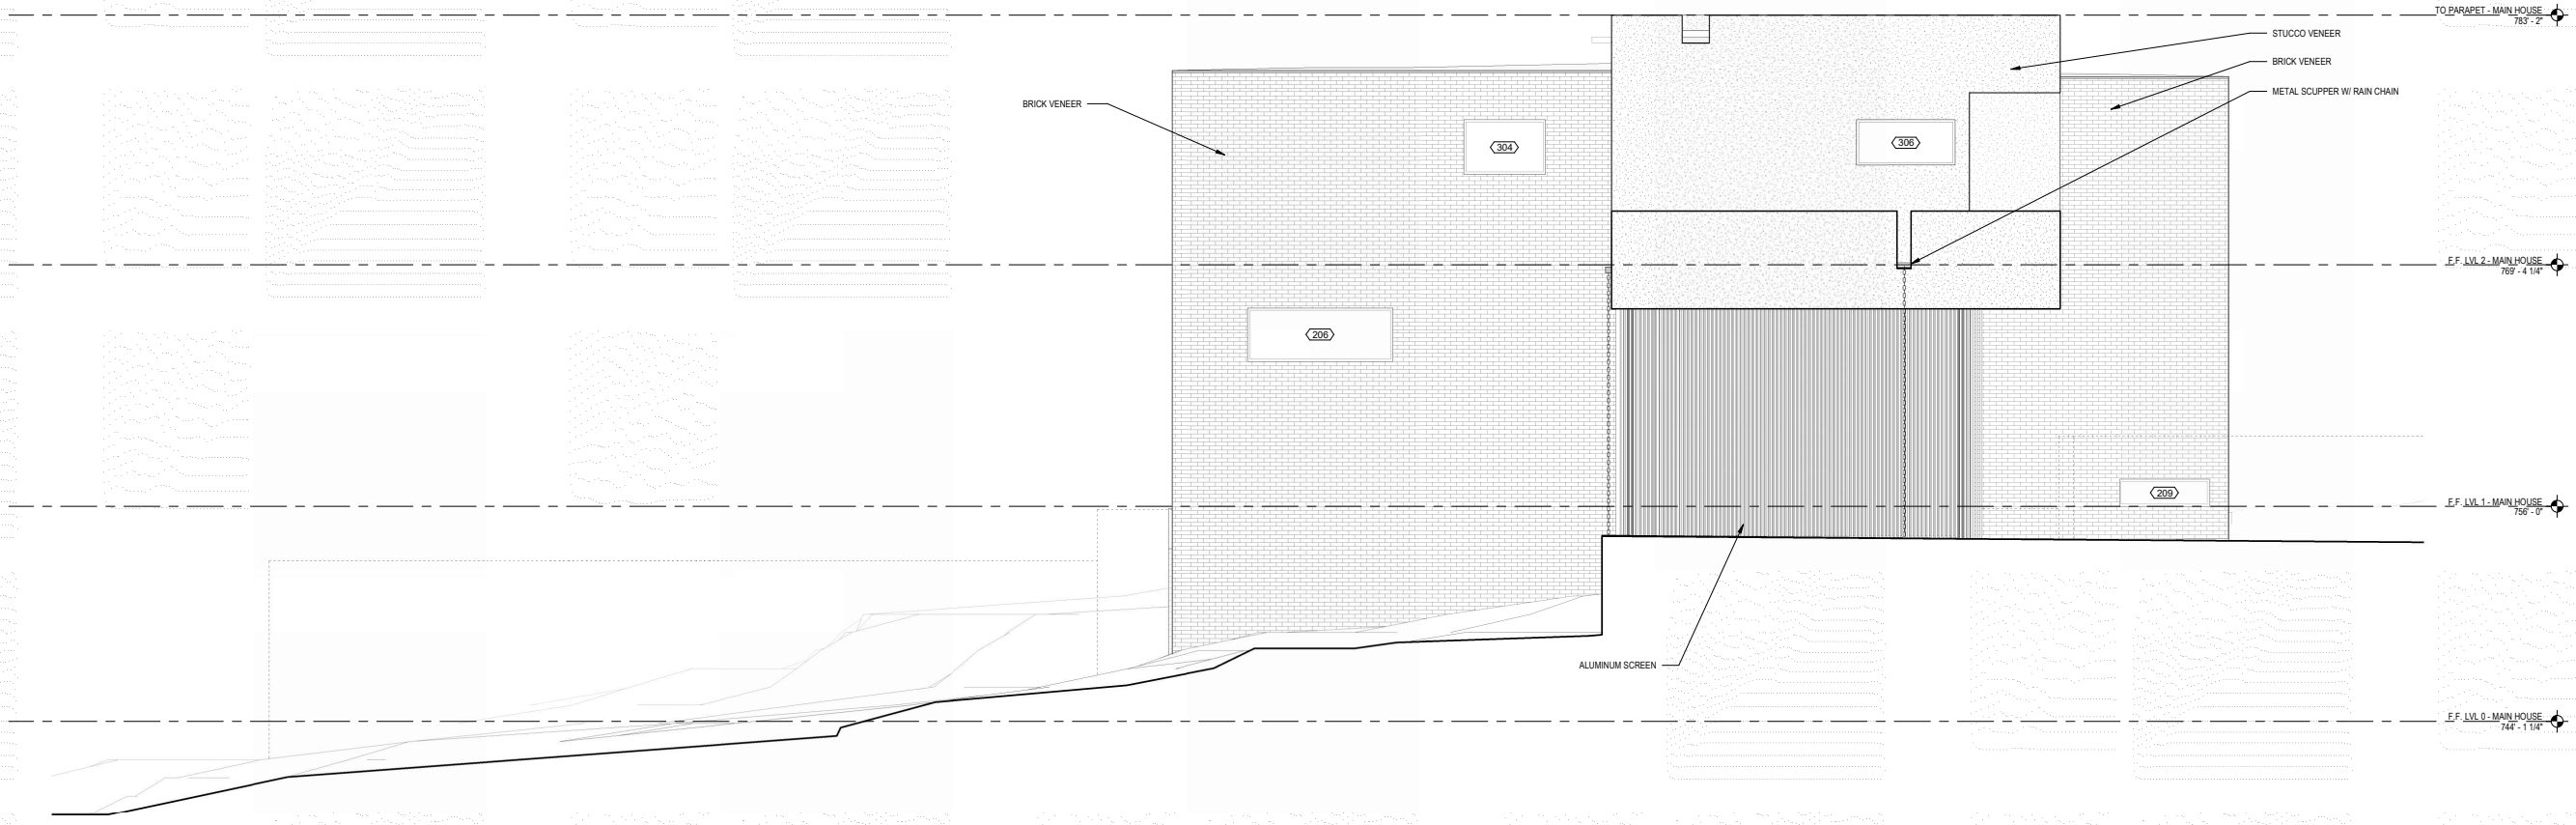 TO PARAPET - MAIN HOUSE
783' - 2"
STUCCO VENEER
BRICK VENEER
METAL SCUPPER W/ RAIN CHAIN
BRICK VENEER
304
306
F.F. LVL 2 - MAIN HOUSE
769' - 4 1/4"
206
209
F.F. LVL 1 - MAIN HOUSE
756' - 0"
ALUMINUM SCREEN
F.F. LVL 0 - MAIN HOUSE
744' - 1 1/4"